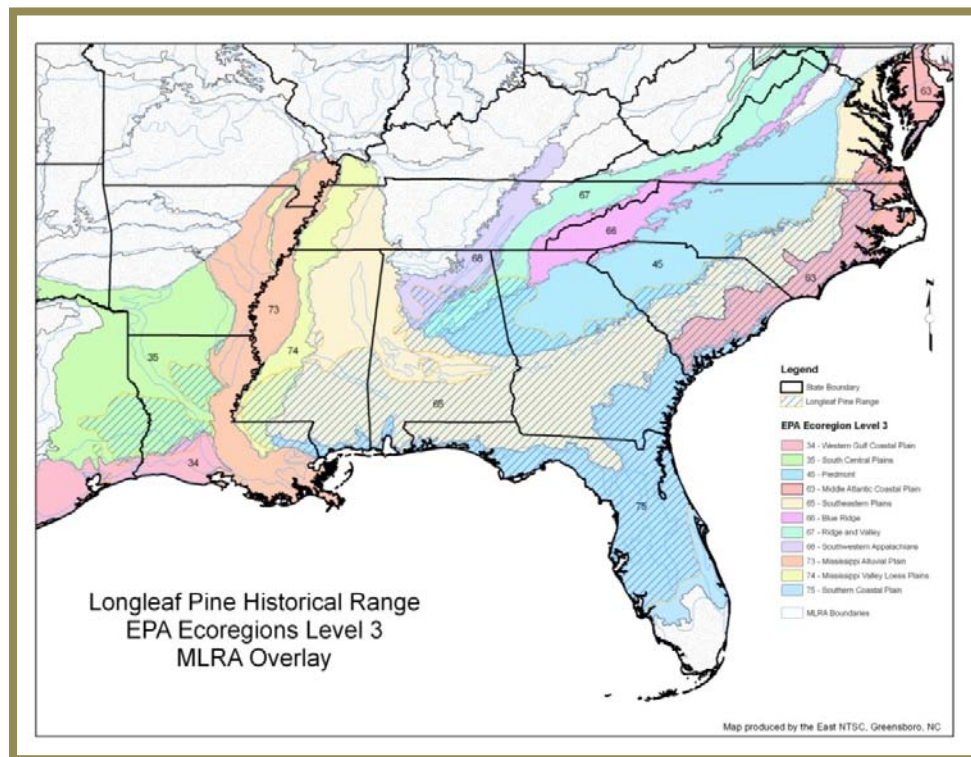 63
67
66
68
45
63
73
35
74
65
34
75
N
Legend
State Boundary
Longleaf Pine Range
EPA Ecoregion Level 3
34 - Western Gulf Coastal Plain
35 - South Central Plains
45 - Piedmont
63 - Middle Atlantic Coastal Plain
65 - Southeastern Plains
66 - Blue Ridge
67 - Ridge and Valley
68 - Southwestern Appalachians
73 - Mississippi Alluvial Plain
74 - Mississippi Valley Loess Plains
75 - Southern Coastal Plain
MLRA Boundaries
Longleaf Pine Historical Range
EPA Ecoregions Level 3
MLRA Overlay
Map produced by the East NTSC, Greensboro, NC